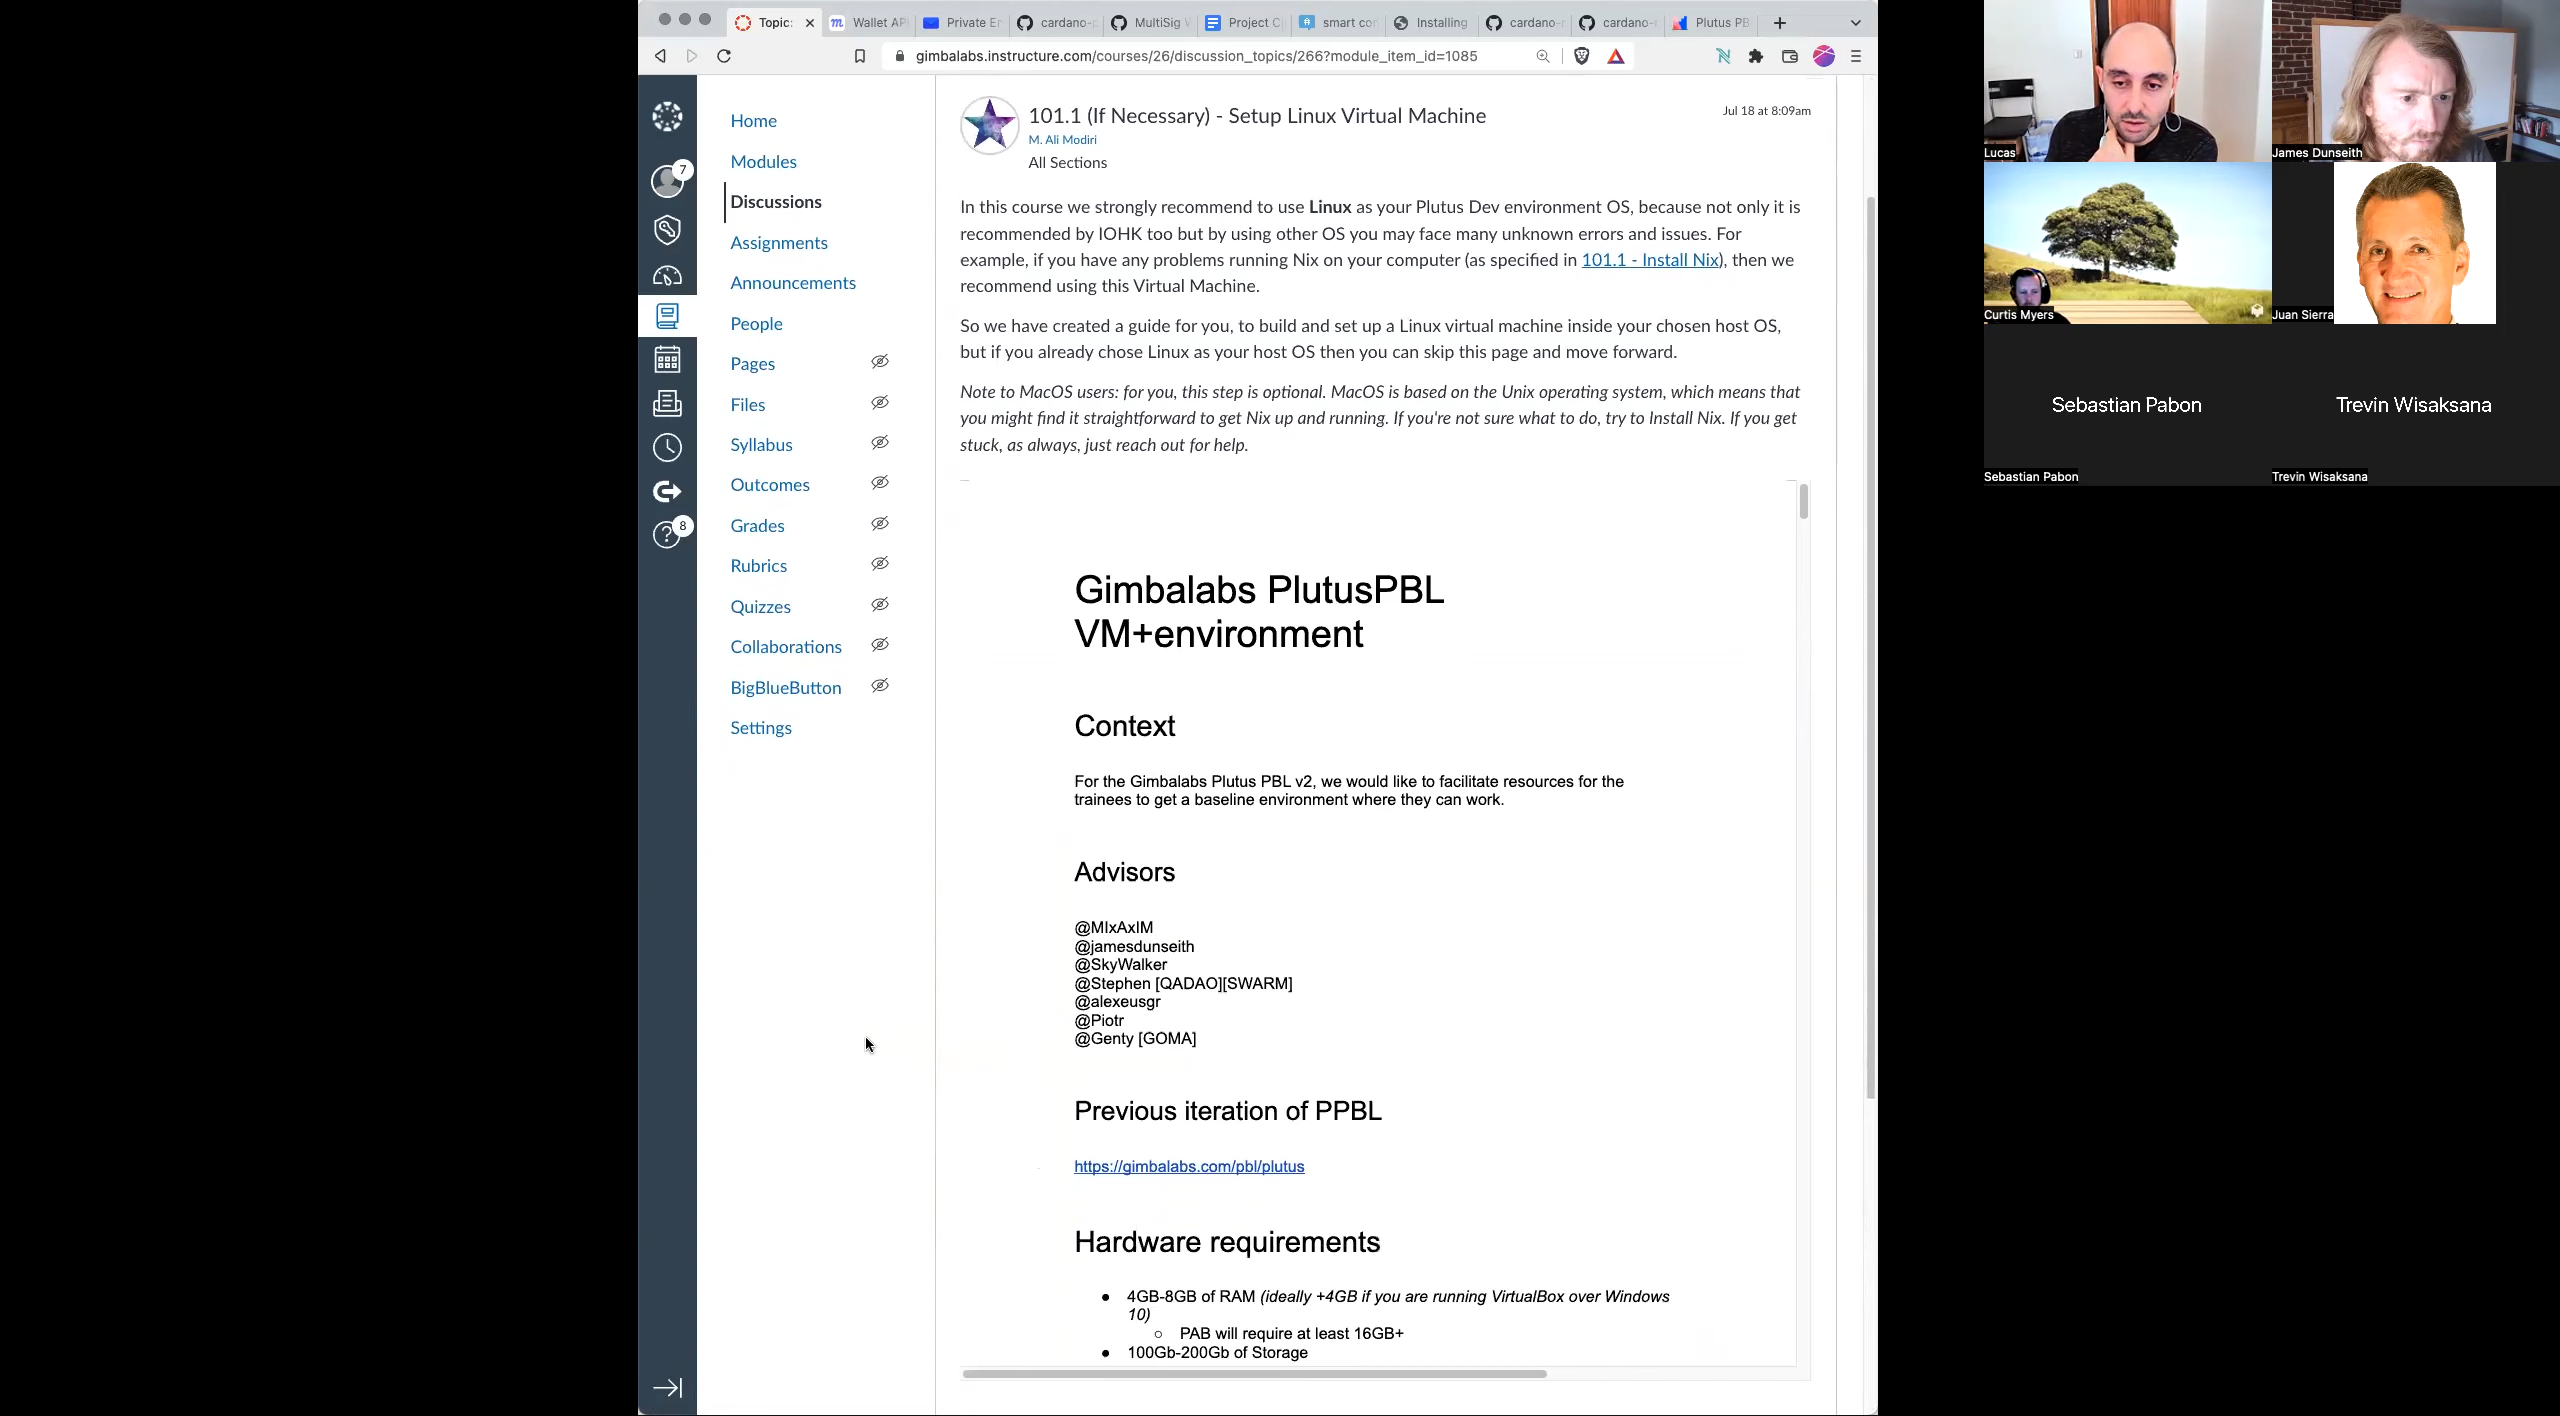 Topic:
Wallet AP
Private E
cardano-
MultiSig
Project C
smart co
Installing
cardano-
cardano-
Plutus PB
gimbalabs.instructure.com/courses/26/discussion_topics/266?module_item_id=1085
7
8
Home
Modules
Discussions
Assignments
Announcements
People
Pages
Files
Syllabus
Outcomes
Grades
Rubrics
Quizzes
Collaborations
BigBlueButton
Settings
101.1 (If Necessary) - Setup Linux Virtual Machine
Jul 18 at 8:09am
M. Ali Modiri
All Sections
In this course we strongly recommend to use Linux as your Plutus Dev environment OS, because not only it is
recommended by IOHK too but by using other OS you may face many unknown errors and issues. For
example, if you have any problems running Nix on your computer (as specified in 101.1 - Install Nix), then we
recommend using this Virtual Machine.
So we have created a guide for you, to build and set up a Linux virtual machine inside your chosen host OS,
but if you already chose Linux as your host OS then you can skip this page and move forward.
Note to MacOS users: for you, this step is optional. MacOS is based on the Unix operating system, which means that
you might find it straightforward to get Nix up and running. If you're not sure what to do, try to Install Nix. If you get
stuck, as always, just reach out for help.
Gimbalabs PlutusPBL
VM+environment
Context
For the Gimbalabs Plutus PBL v2, we would like to facilitate resources for the
trainees to get a baseline environment where they can work.
Advisors
@MIxAxIM
@jamesdunseith
@SkyWalker
@Stephen [QADAO][SWARM]
@alexeusgr
@Piotr
@Genty [GOMA]
Previous iteration of PPBL
https://gimbalabs.com/pbl/plutus
Hardware requirements
● 4GB-8GB of RAM (ideally +4GB if you are running VirtualBox over Windows
10)
○ PAB will require at least 16GB+
● 100Gb-200Gb of Storage
Lucas
James Dunseith
Curtis Myers
Juan Sierra
Sebastian Pabon
Trevin Wisaksana
Sebastian Pabon
Trevin Wisaksana